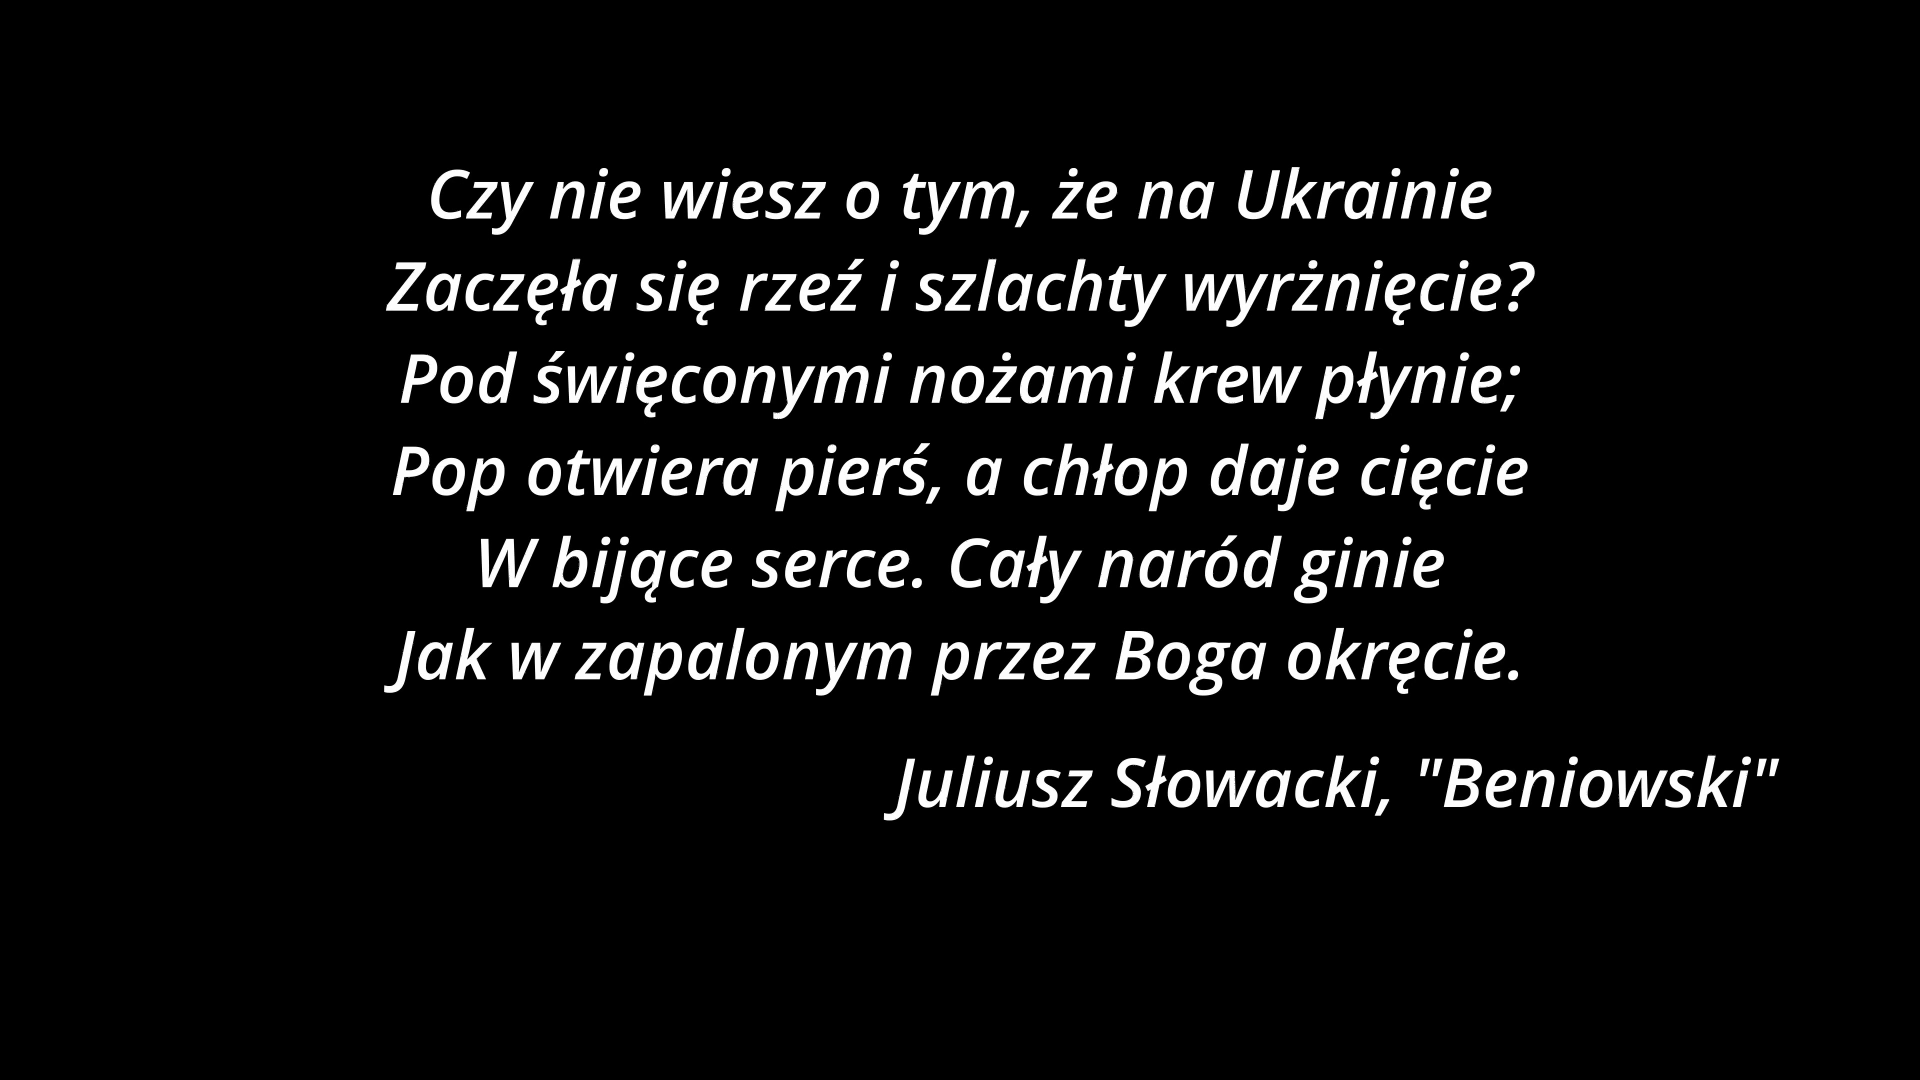 Czy nie wiesz o tym, że na Ukrainie
Zaczęła się rzeź i szlachty wyrżnięcie?
Pod święconymi nożami krew płynie;
Pop otwiera pierś, a chłop daje cięcie
W bijące serce. Cały naród ginie
Jak w zapalonym przez Boga okręcie.
Juliusz Słowacki, "Beniowski"